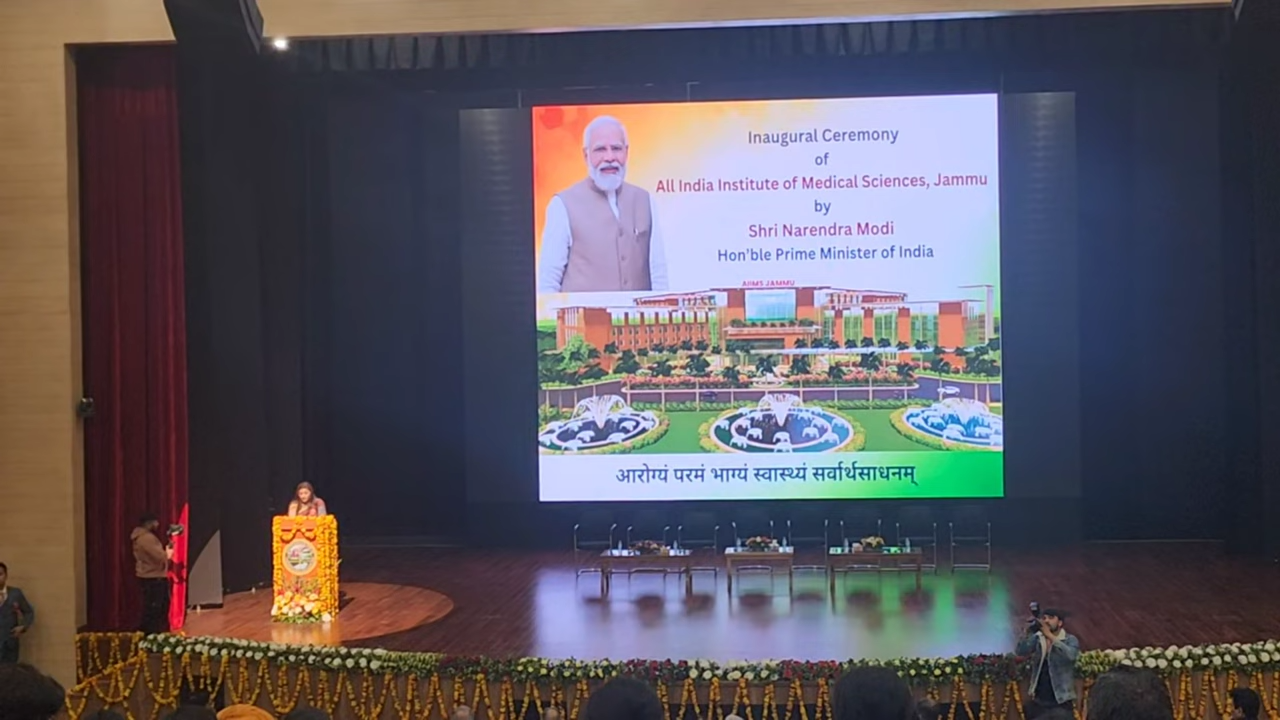 Inaugural Ceremony
of
All India Institute of Medical Sciences, Jammu
by
Shri Narendra Modi
Hon'ble Prime Minister of India
AIIMS JAMMU
आरोग्यं परमं भाग्यं स्वास्थ्यं सर्वार्थसाधनम्